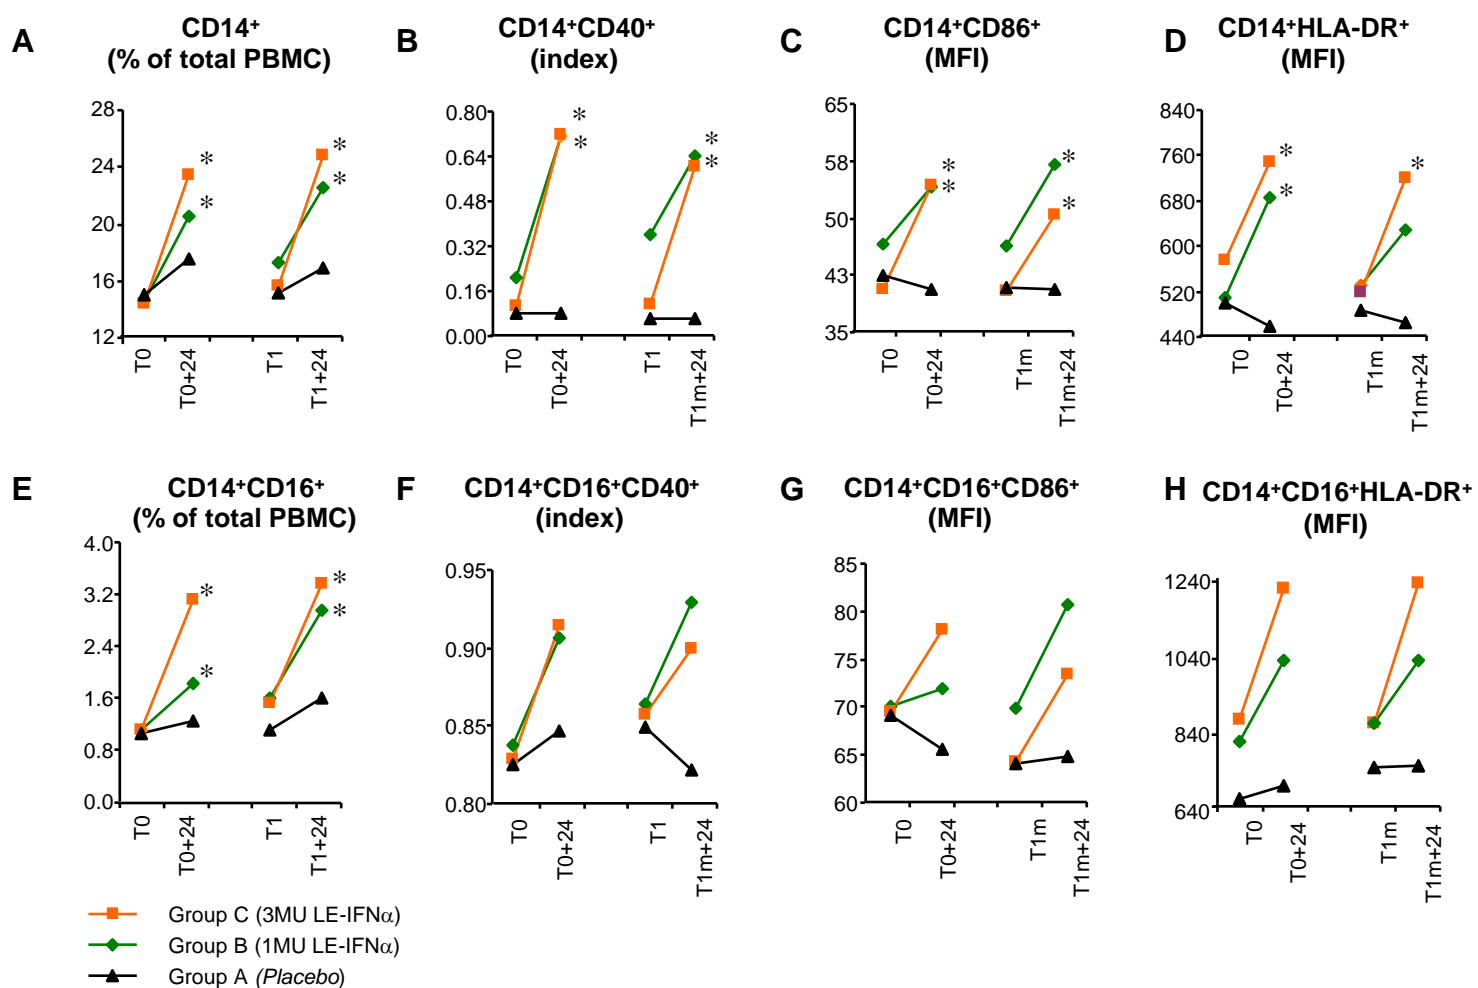 A
CD14+
(% of total PBMC)
28
24
20
16
12
*
*
*
*
T0
T0+24
T1
T1+24
B
CD14+CD40+
(index)
0.80
0.64
0.48
0.32
0.16
0.00
*
*
*
*
T0
T0+24
T1
T1m+24
C
CD14+CD86+
(MFI)
65
58
50
43
35
*
*
*
*
T0
T0+24
T1m
T1m+24
D
CD14+HLA-DR+
(MFI)
840
760
680
600
520
440
*
*
*
T0
T0+24
T1m
T1m+24
E
CD14+CD16+
(% of total PBMC)
4.0
3.2
2.4
1.6
0.8
0.0
*
*
*
*
T0
T0+24
T1
T1+24
F
CD14+CD16+CD40+
(index)
0.95
0.90
0.85
0.80
T0
T0+24
T1
T1m+24
G
CD14+CD16+CD86+
(MFI)
85
80
75
70
65
60
T0
T0+24
T1m
T1m+24
H
CD14+CD16+HLA-DR+
(MFI)
1240
1040
840
640
T0
T0+24
T1m
T1m+24
Group C (3MU LE-IFNα)
Group B (1MU LE-IFNα)
Group A (Placebo)